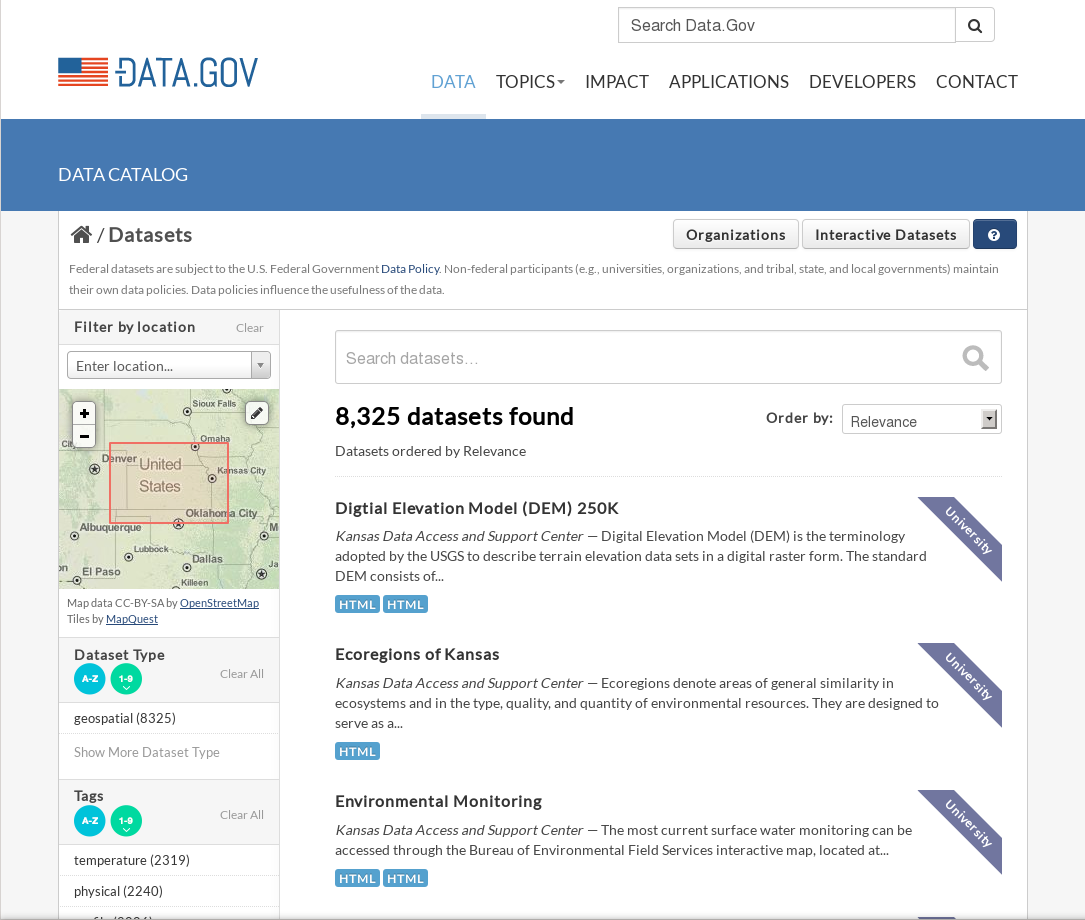 Search Data.Gov
DATA.GOV
DATA TOPICS IMPACT APPLICATIONS DEVELOPERS CONTACT
DATA CATALOG
/ Datasets
Organizations Interactive Datasets ?
Federal datasets are subject to the U.S. Federal Government Data Policy. Non-federal participants (e.g., universities, organizations, and tribal, state, and local governments) maintain
their own data policies. Data policies influence the usefulness of the data.
Filter by location Clear
Enter location...
+
−
Sioux Falls
Omaha
Denver
United
States
Kansas City
Oklahoma City
Albuquerque
Lubbock
Dallas
El Paso
Killeen
Map data CC-BY-SA by OpenStreetMap
Tiles by MapQuest
Dataset Type
A-Z 1-9 Clear All
geospatial (8325)
Show More Dataset Type
Tags
A-Z 1-9 Clear All
temperature (2319)
physical (2240)
Search datasets...
8,325 datasets found
Order by: Relevance
Datasets ordered by Relevance
Digtial Elevation Model (DEM) 250K
University
Kansas Data Access and Support Center — Digital Elevation Model (DEM) is the terminology
adopted by the USGS to describe terrain elevation data sets in a digital raster form. The standard
DEM consists of...
HTML HTML
Ecoregions of Kansas
University
Kansas Data Access and Support Center — Ecoregions denote areas of general similarity in
ecosystems and in the type, quality, and quantity of environmental resources. They are designed to
serve as a...
HTML
Environmental Monitoring
University
Kansas Data Access and Support Center — The most current surface water monitoring can be
accessed through the Bureau of Environmental Field Services interactive map, located at...
HTML HTML